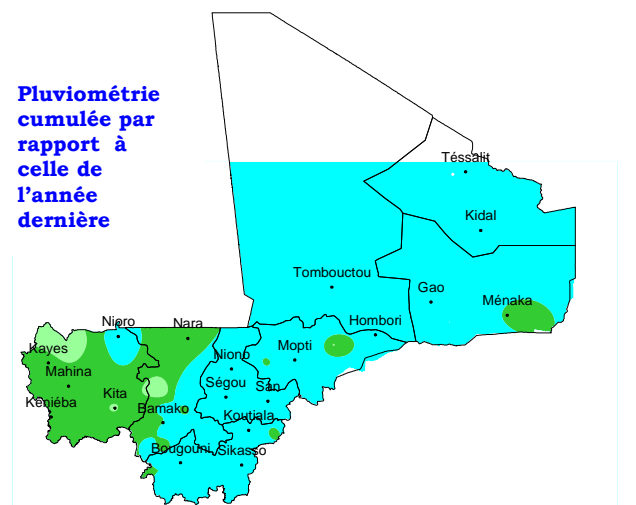 Pluviométrie
cumulée par
rapport à
celle de
l'année
dernière
Téssalit
Kidal
Tombouctou
Gao
Ménaka
Hombori
Nioro
Nara
Mopti
Niono
Kayes
Mahina
Ségou
San
Kita
Kéniéba
Bamako
Koutiala
Bougouni
Sikasso